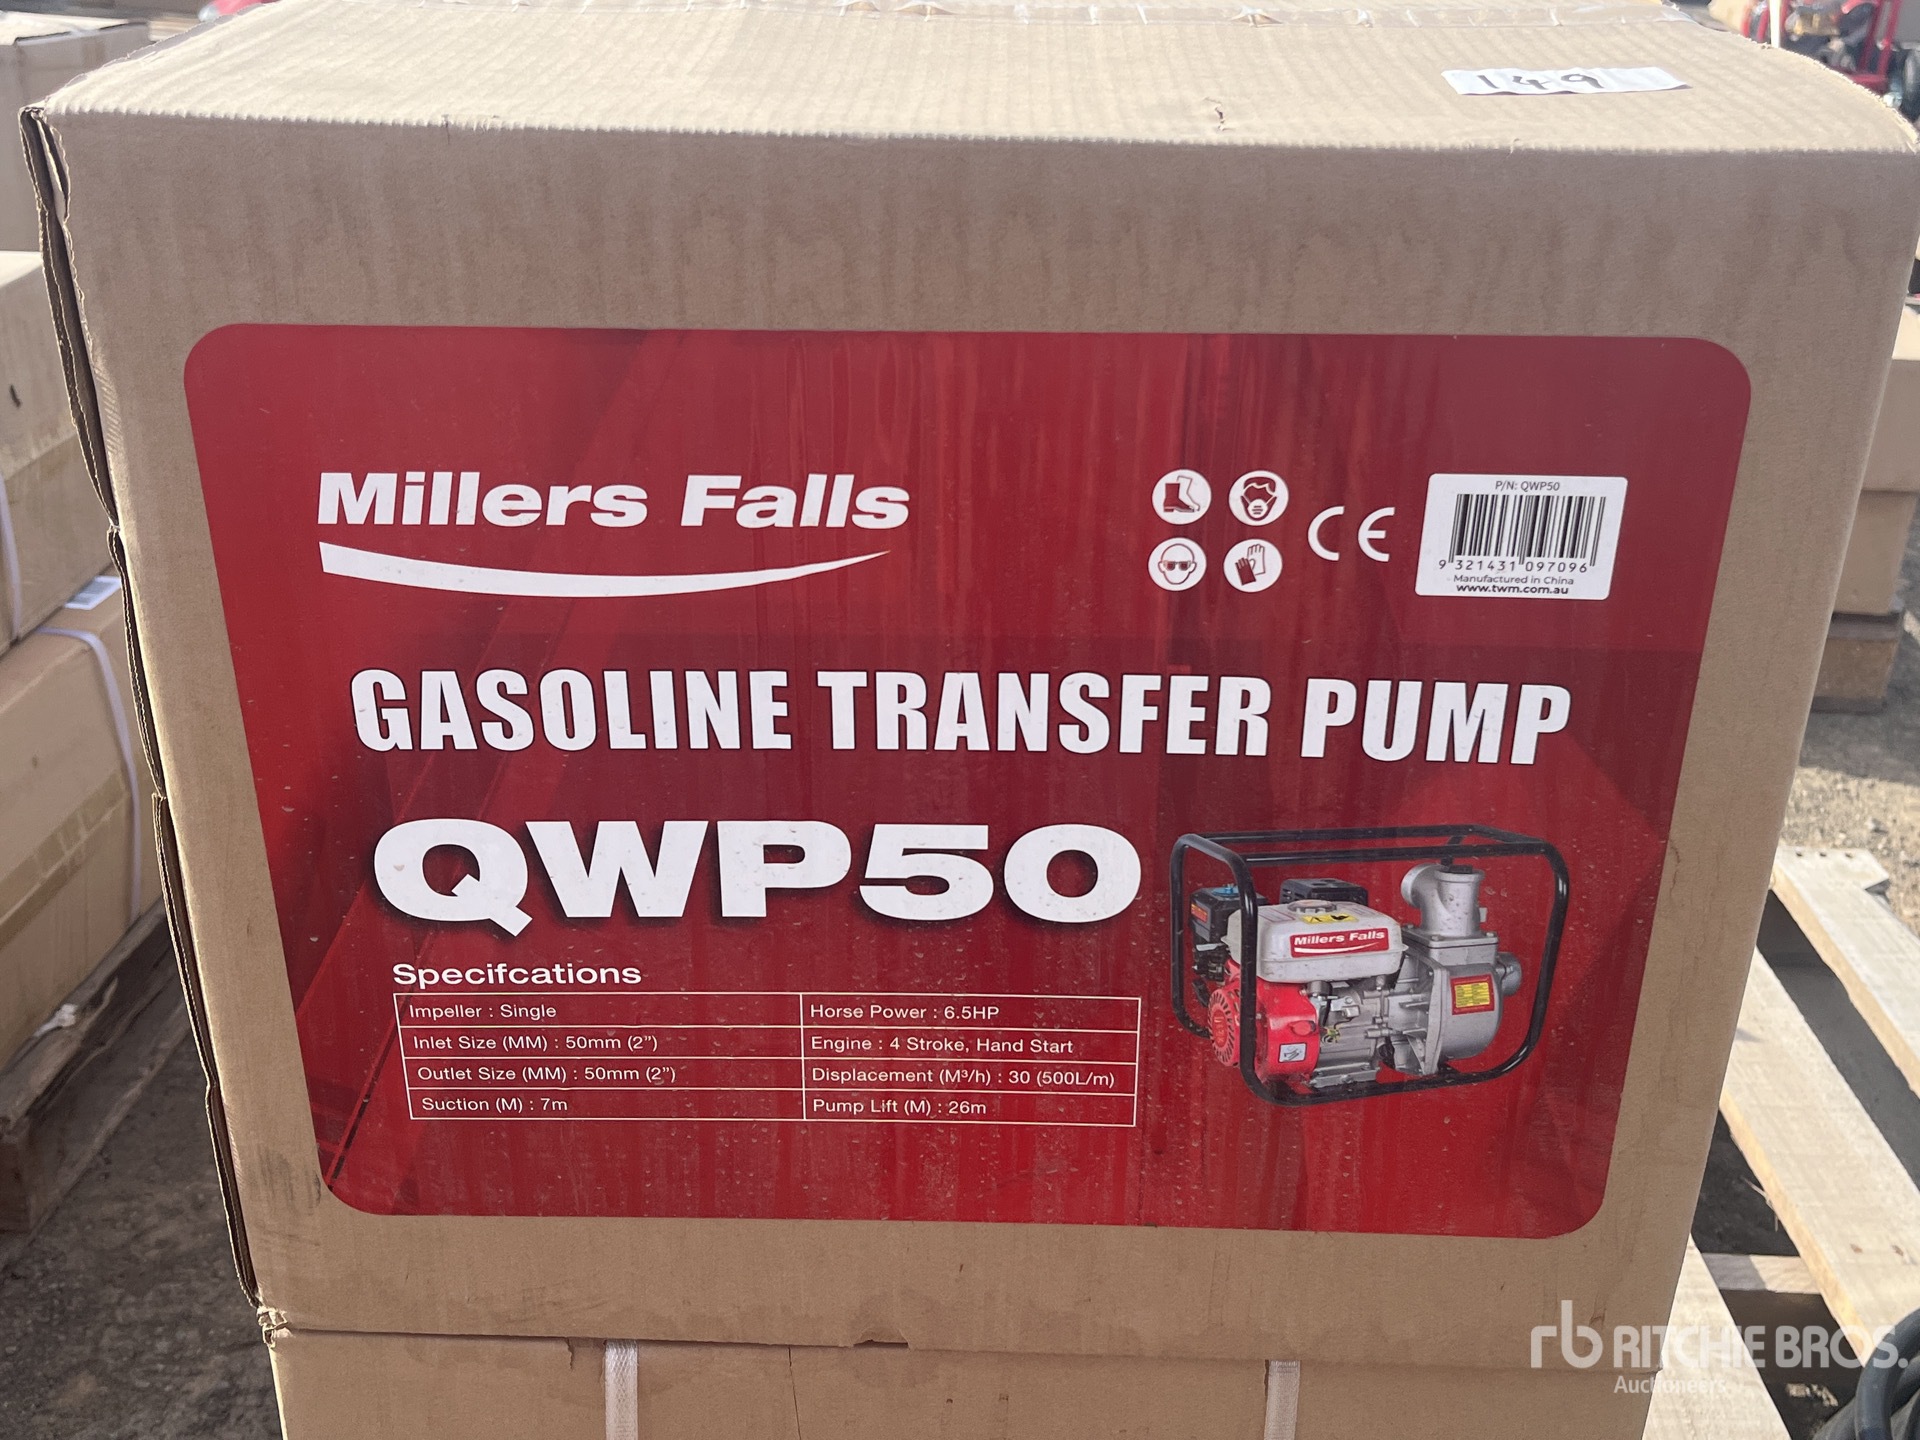 149
Millers Falls
CE
P/N: QWP50
9 321431 097096
Manufactured in China
www.twm.com.au
GASOLINE TRANSFER PUMP
QWP50
Millers Falls
Specifcations
Impeller : Single
Horse Power : 6.5HP
Inlet Size (MM) : 50mm (2")
Engine : 4 Stroke, Hand Start
Outlet Size (MM) : 50mm (2")
Displacement (M³/h) : 30 (500L/m)
Suction (M) : 7m
Pump Lift (M) : 26m
rb RITCHIE BROS.
Auctioneers